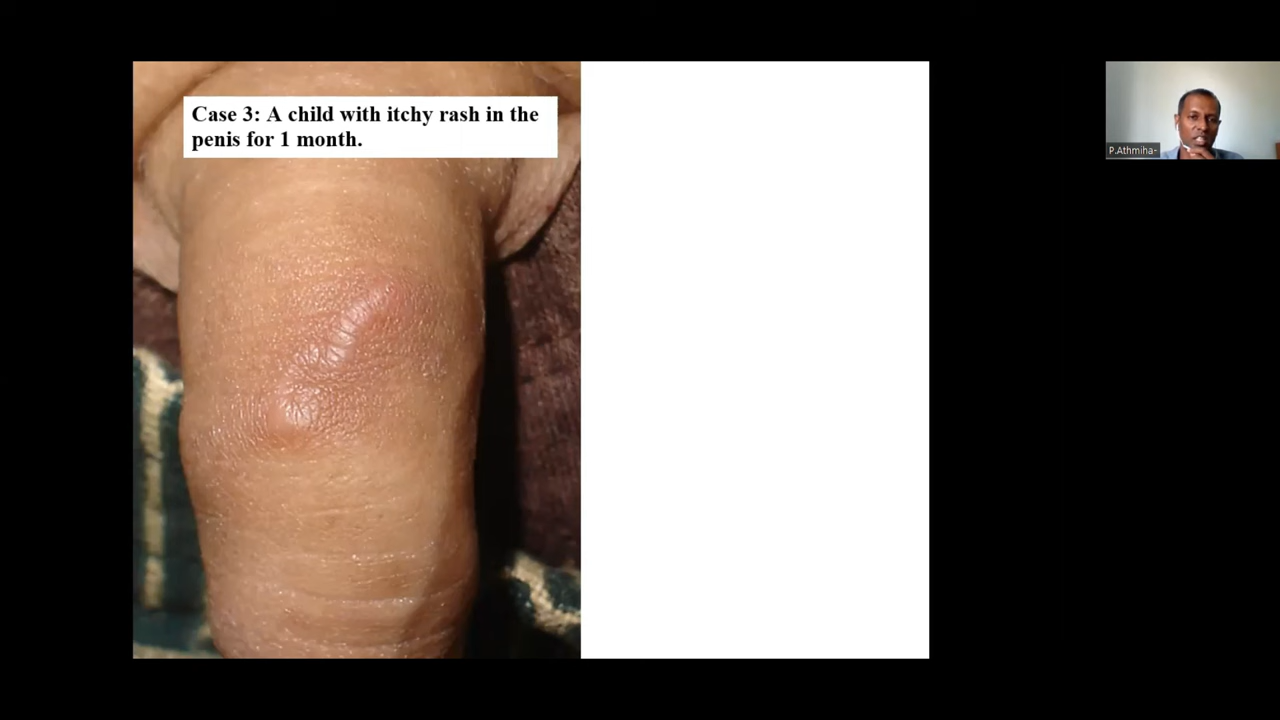 Case 3: A child with itchy rash in the
penis for 1 month.
P.Athmiha-